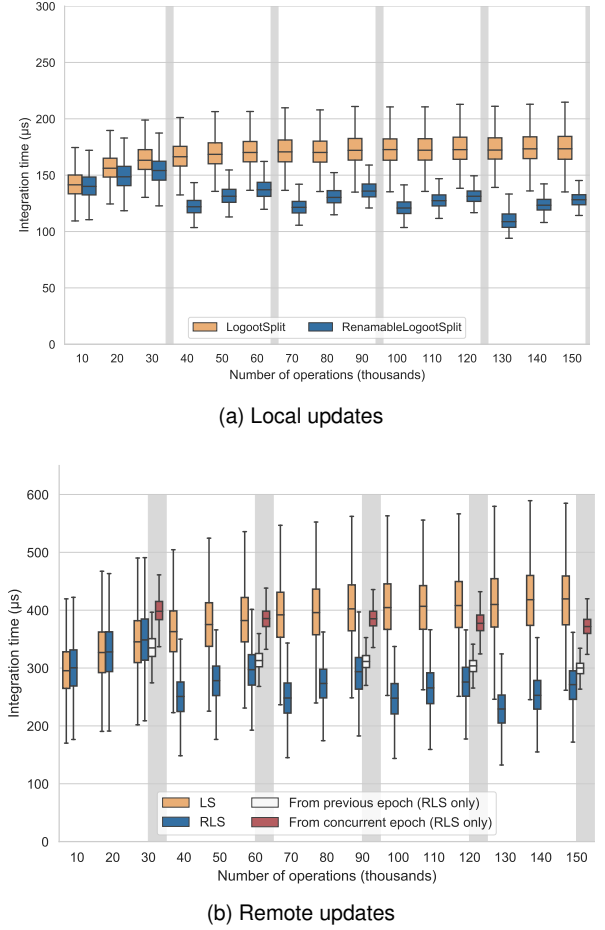 300
250
200
150
100
50
0
Integration time (µs)
LogootSplit RenamableLogootSplit
10 20 30 40 50 60 70 80 90 100 110 120 130 140 150
Number of operations (thousands)
(a) Local updates
600
500
400
300
200
100
0
Integration time (µs)
LS From previous epoch (RLS only)
RLS From concurrent epoch (RLS only)
10 20 30 40 50 60 70 80 90 100 110 120 130 140 150
Number of operations (thousands)
(b) Remote updates